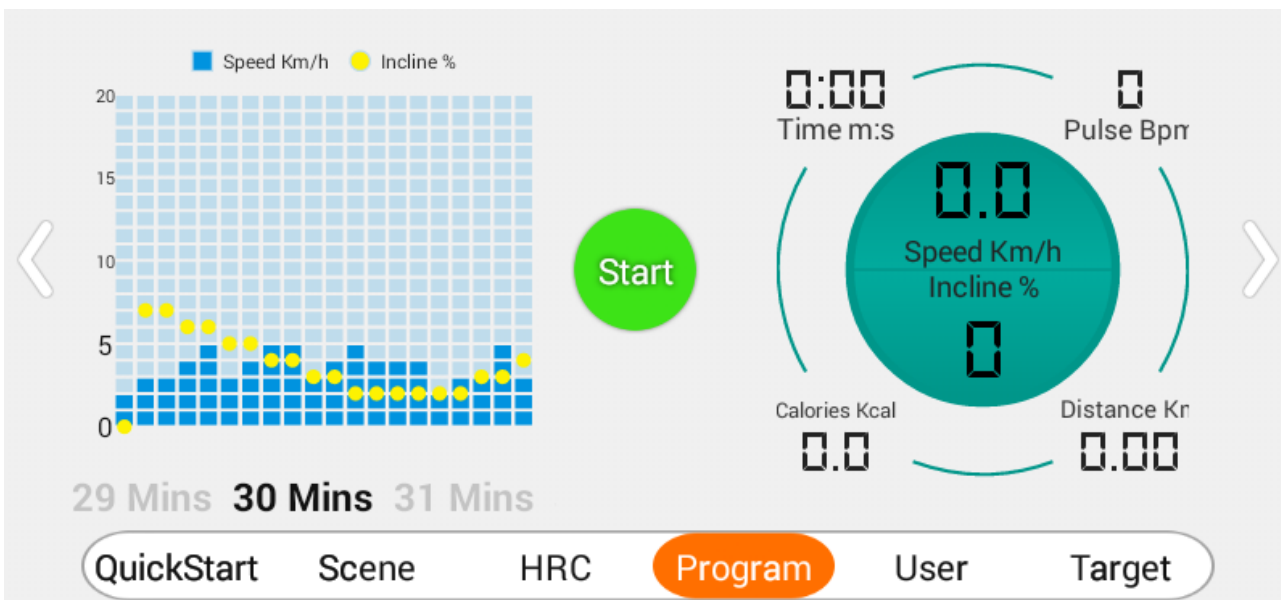 Speed Km/h Incline %
20
15
10
5
0
29 Mins 30 Mins 31 Mins
Start
0:00
Time m:s
0
Pulse Bpm
0.0
Speed Km/h
Incline %
0
Calories Kcal
0.0
Distance Kr
0.00
QuickStart Scene HRC Program User Target